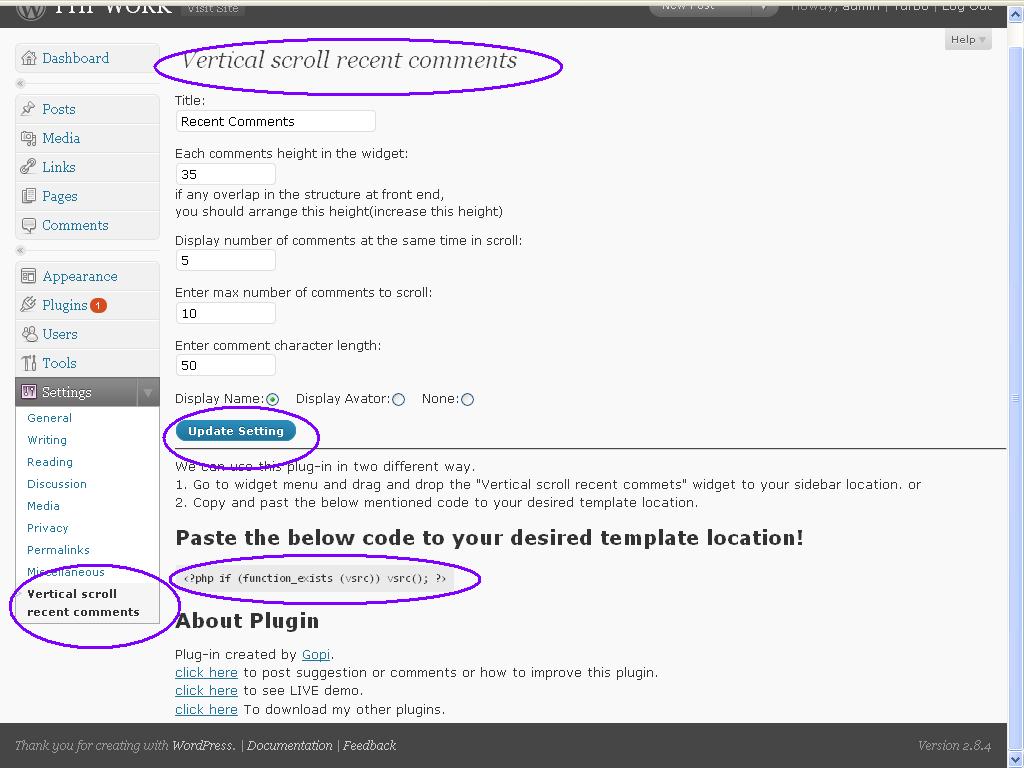 Visit Site
New Post
Howdy, admin | Turbo | Log Out
Help
Dashboard
Posts
Media
Links
Pages
Comments
Appearance
Plugins 1
Users
Tools
Settings
General
Writing
Reading
Discussion
Media
Privacy
Permalinks
Miscellaneous
Vertical scroll
recent comments
Vertical scroll recent comments
Title:
Recent Comments
Each comments height in the widget:
35
if any overlap in the structure at front end,
you should arrange this height(increase this height)
Display number of comments at the same time in scroll:
5
Enter max number of comments to scroll:
10
Enter comment character length:
50
Display Name: Display Avator: None:
Update Setting
We can use this plug-in in two different way.
1. Go to widget menu and drag and drop the "Vertical scroll recent commets" widget to your sidebar location. or
2. Copy and past the below mentioned code to your desired template location.
Paste the below code to your desired template location!
<?php if (function_exists (vsrc)) vsrc(); ?>
About Plugin
Plug-in created by Gopi.
click here to post suggestion or comments or how to improve this plugin.
click here to see LIVE demo.
click here To download my other plugins.
Thank you for creating with WordPress. | Documentation | Feedback
Version 2.8.4